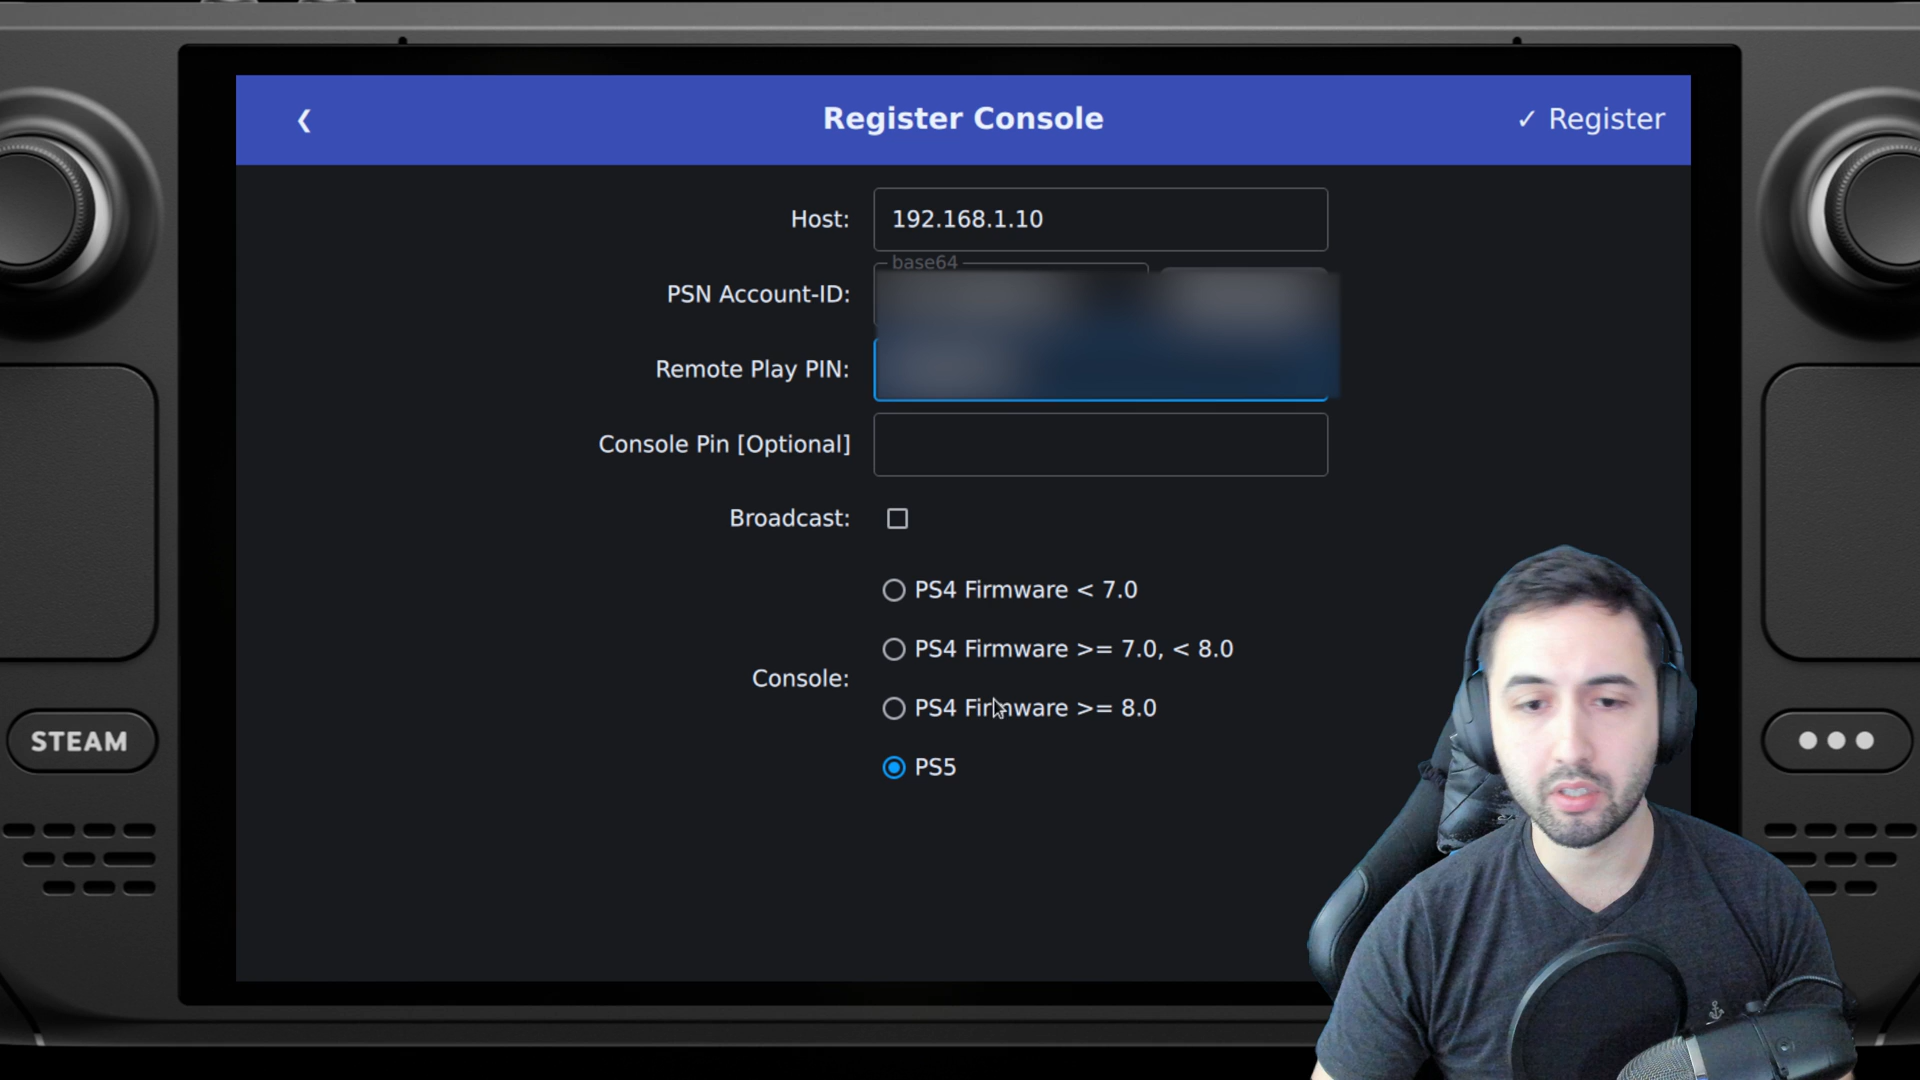 ❮ Register Console ✓ Register
Host: 192.168.1.10
base64
PSN Account-ID:
Remote Play PIN:
Console Pin [Optional]
Broadcast:
PS4 Firmware < 7.0
PS4 Firmware >= 7.0, < 8.0
Console:
PS4 Firmware >= 8.0
PS5
STEAM